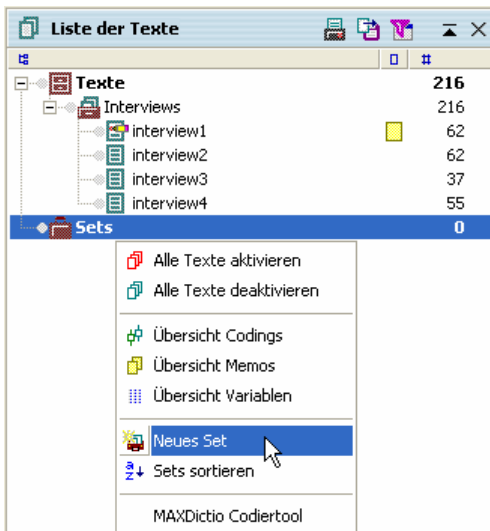 Liste der Texte
#
Texte 216
Interviews 216
interview1 62
interview2 62
interview3 37
interview4 55
Sets 0
Alle Texte aktivieren
Alle Texte deaktivieren
Übersicht Codings
Übersicht Memos
Übersicht Variablen
Neues Set
Sets sortieren
MAXDictio Codiertool